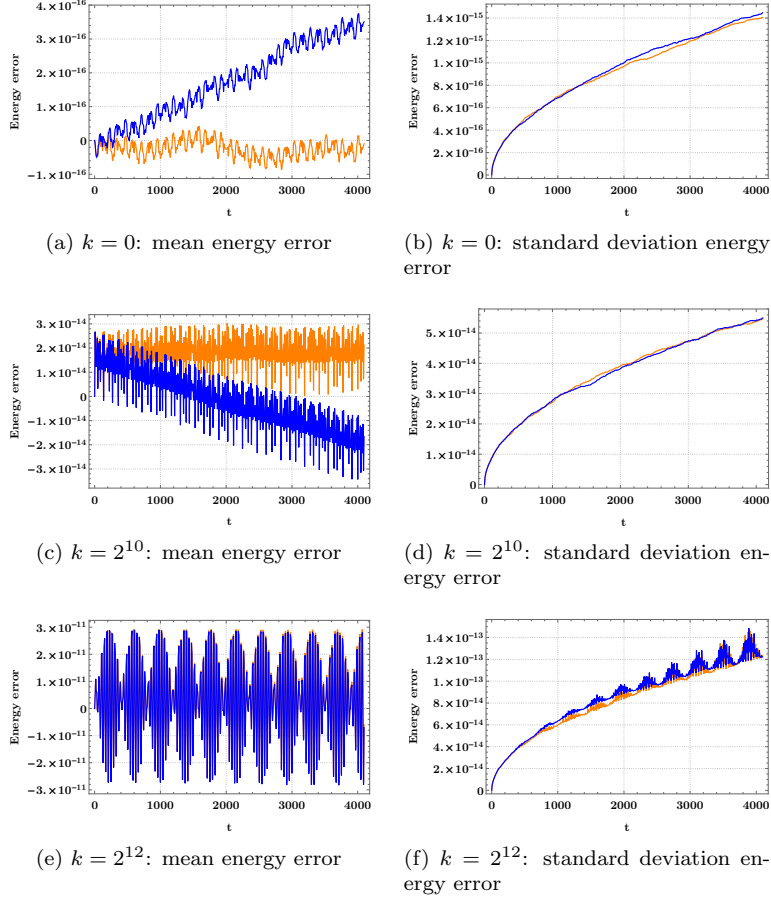 4.×10⁻¹⁶
3.×10⁻¹⁶
2.×10⁻¹⁶
1.×10⁻¹⁶
0
-1.×10⁻¹⁶
Energy error
0 1000 2000 3000 4000
t
(a) k = 0: mean energy error
1.4×10⁻¹⁵
1.2×10⁻¹⁵
1.×10⁻¹⁵
8.×10⁻¹⁶
6.×10⁻¹⁶
4.×10⁻¹⁶
2.×10⁻¹⁶
0
Energy error
0 1000 2000 3000 4000
t
(b) k = 0: standard deviation energy
error
3.×10⁻¹⁴
2.×10⁻¹⁴
1.×10⁻¹⁴
0
-1.×10⁻¹⁴
-2.×10⁻¹⁴
-3.×10⁻¹⁴
Energy error
0 1000 2000 3000 4000
t
(c) k = 2¹⁰: mean energy error
5.×10⁻¹⁴
4.×10⁻¹⁴
3.×10⁻¹⁴
2.×10⁻¹⁴
1.×10⁻¹⁴
0
Energy error
0 1000 2000 3000 4000
t
(d) k = 2¹⁰: standard deviation en-
ergy error
3.×10⁻¹¹
2.×10⁻¹¹
1.×10⁻¹¹
0
-1.×10⁻¹¹
-2.×10⁻¹¹
-3.×10⁻¹¹
Energy error
0 1000 2000 3000 4000
t
(e) k = 2¹²: mean energy error
1.4×10⁻¹³
1.2×10⁻¹³
1.×10⁻¹³
8.×10⁻¹⁴
6.×10⁻¹⁴
4.×10⁻¹⁴
2.×10⁻¹⁴
0
Energy error
0 1000 2000 3000 4000
t
(f) k = 2¹²: standard deviation en-
ergy error